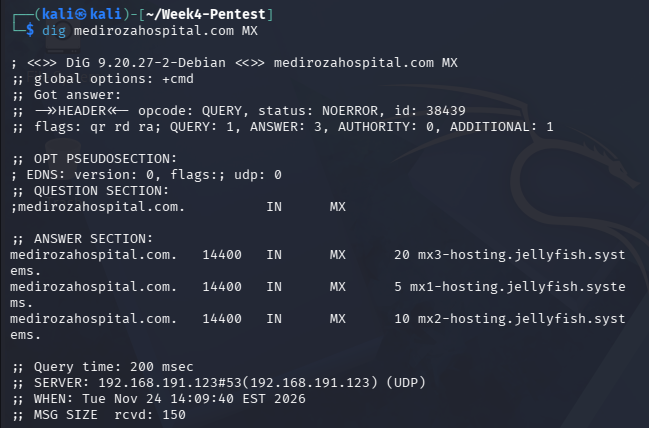 ┌──(kali㉿kali)-[~/Week4-Pentest]
└─$ dig medirozahospital.com MX

; <<>> DiG 9.20.27-2-Debian <<>> medirozahospital.com MX
;; global options: +cmd
;; Got answer:
;; ->>HEADER<<- opcode: QUERY, status: NOERROR, id: 38439
;; flags: qr rd ra; QUERY: 1, ANSWER: 3, AUTHORITY: 0, ADDITIONAL: 1

;; OPT PSEUDOSECTION:
; EDNS: version: 0, flags:; udp: 0
;; QUESTION SECTION:
;medirozahospital.com.          IN      MX

;; ANSWER SECTION:
medirozahospital.com.   14400   IN      MX      20 mx3-hosting.jellyfish.syst
ems.
medirozahospital.com.   14400   IN      MX      5 mx1-hosting.jellyfish.syste
ms.
medirozahospital.com.   14400   IN      MX      10 mx2-hosting.jellyfish.syst
ems.

;; Query time: 200 msec
;; SERVER: 192.168.191.123#53(192.168.191.123) (UDP)
;; WHEN: Tue Nov 24 14:09:40 EST 2026
;; MSG SIZE  rcvd: 150